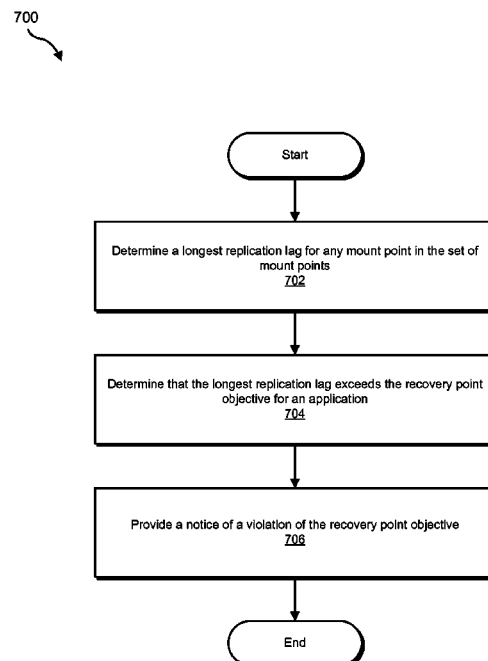 700
Start
Determine a longest replication lag for any mount point in the set of
mount points
702
Determine that the longest replication lag exceeds the recovery point
objective for an application
704
Provide a notice of a violation of the recovery point objective
706
End